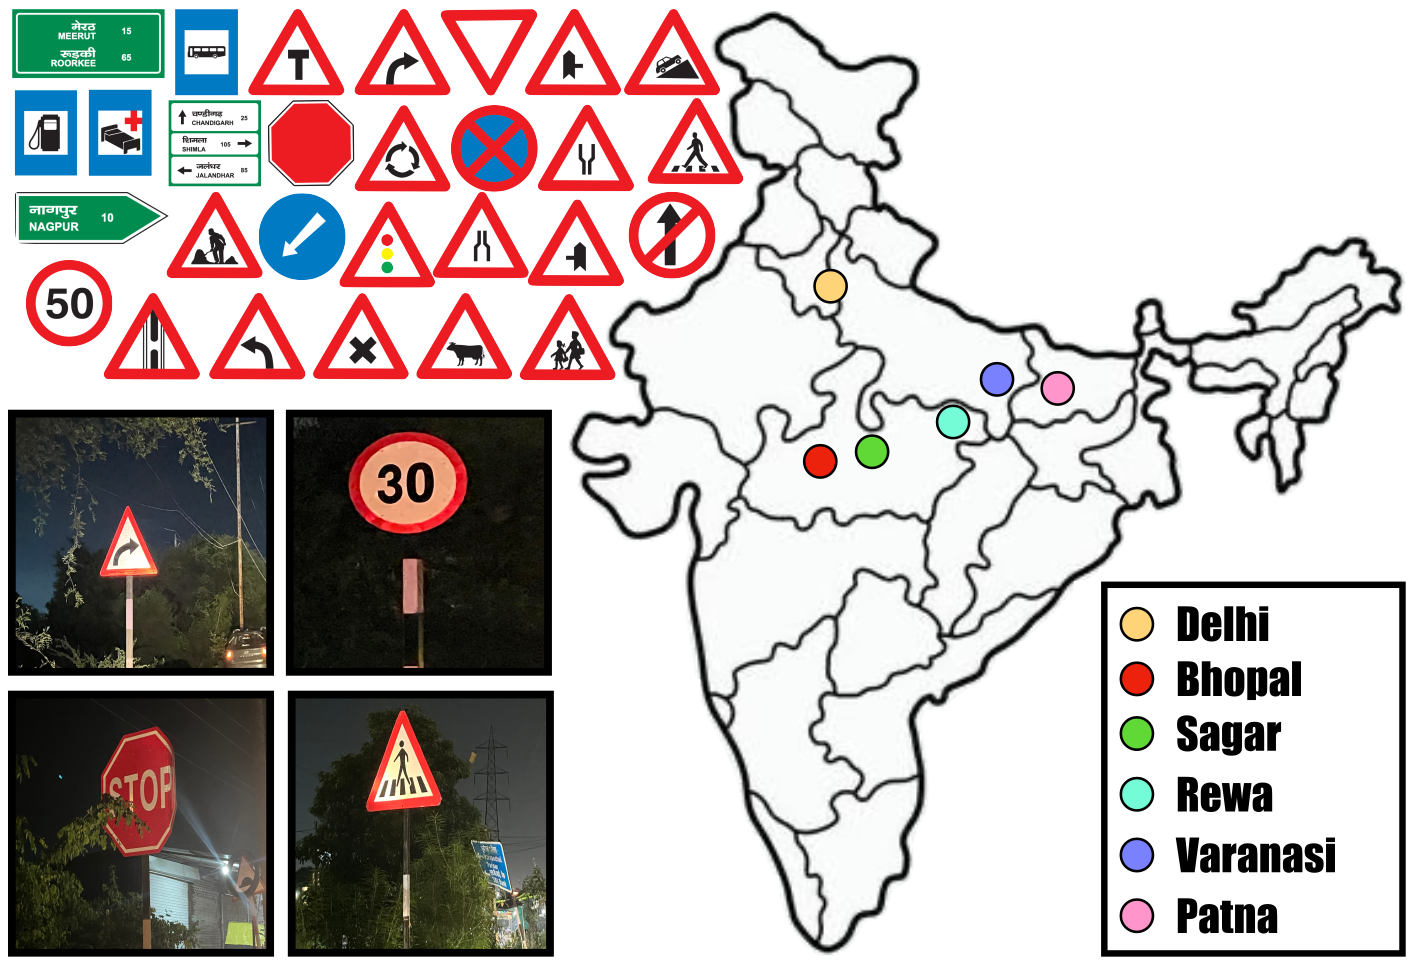 मेरठ
MEERUT 15
रूड़की
ROORKEE 65
चण्डीगढ़
CHANDIGARH 25
शिमला
SHIMLA 105
जलंधर
JALANDHAR 85
नागपुर
NAGPUR 10
50
30
STOP
Delhi
Bhopal
Sagar
Rewa
Varanasi
Patna